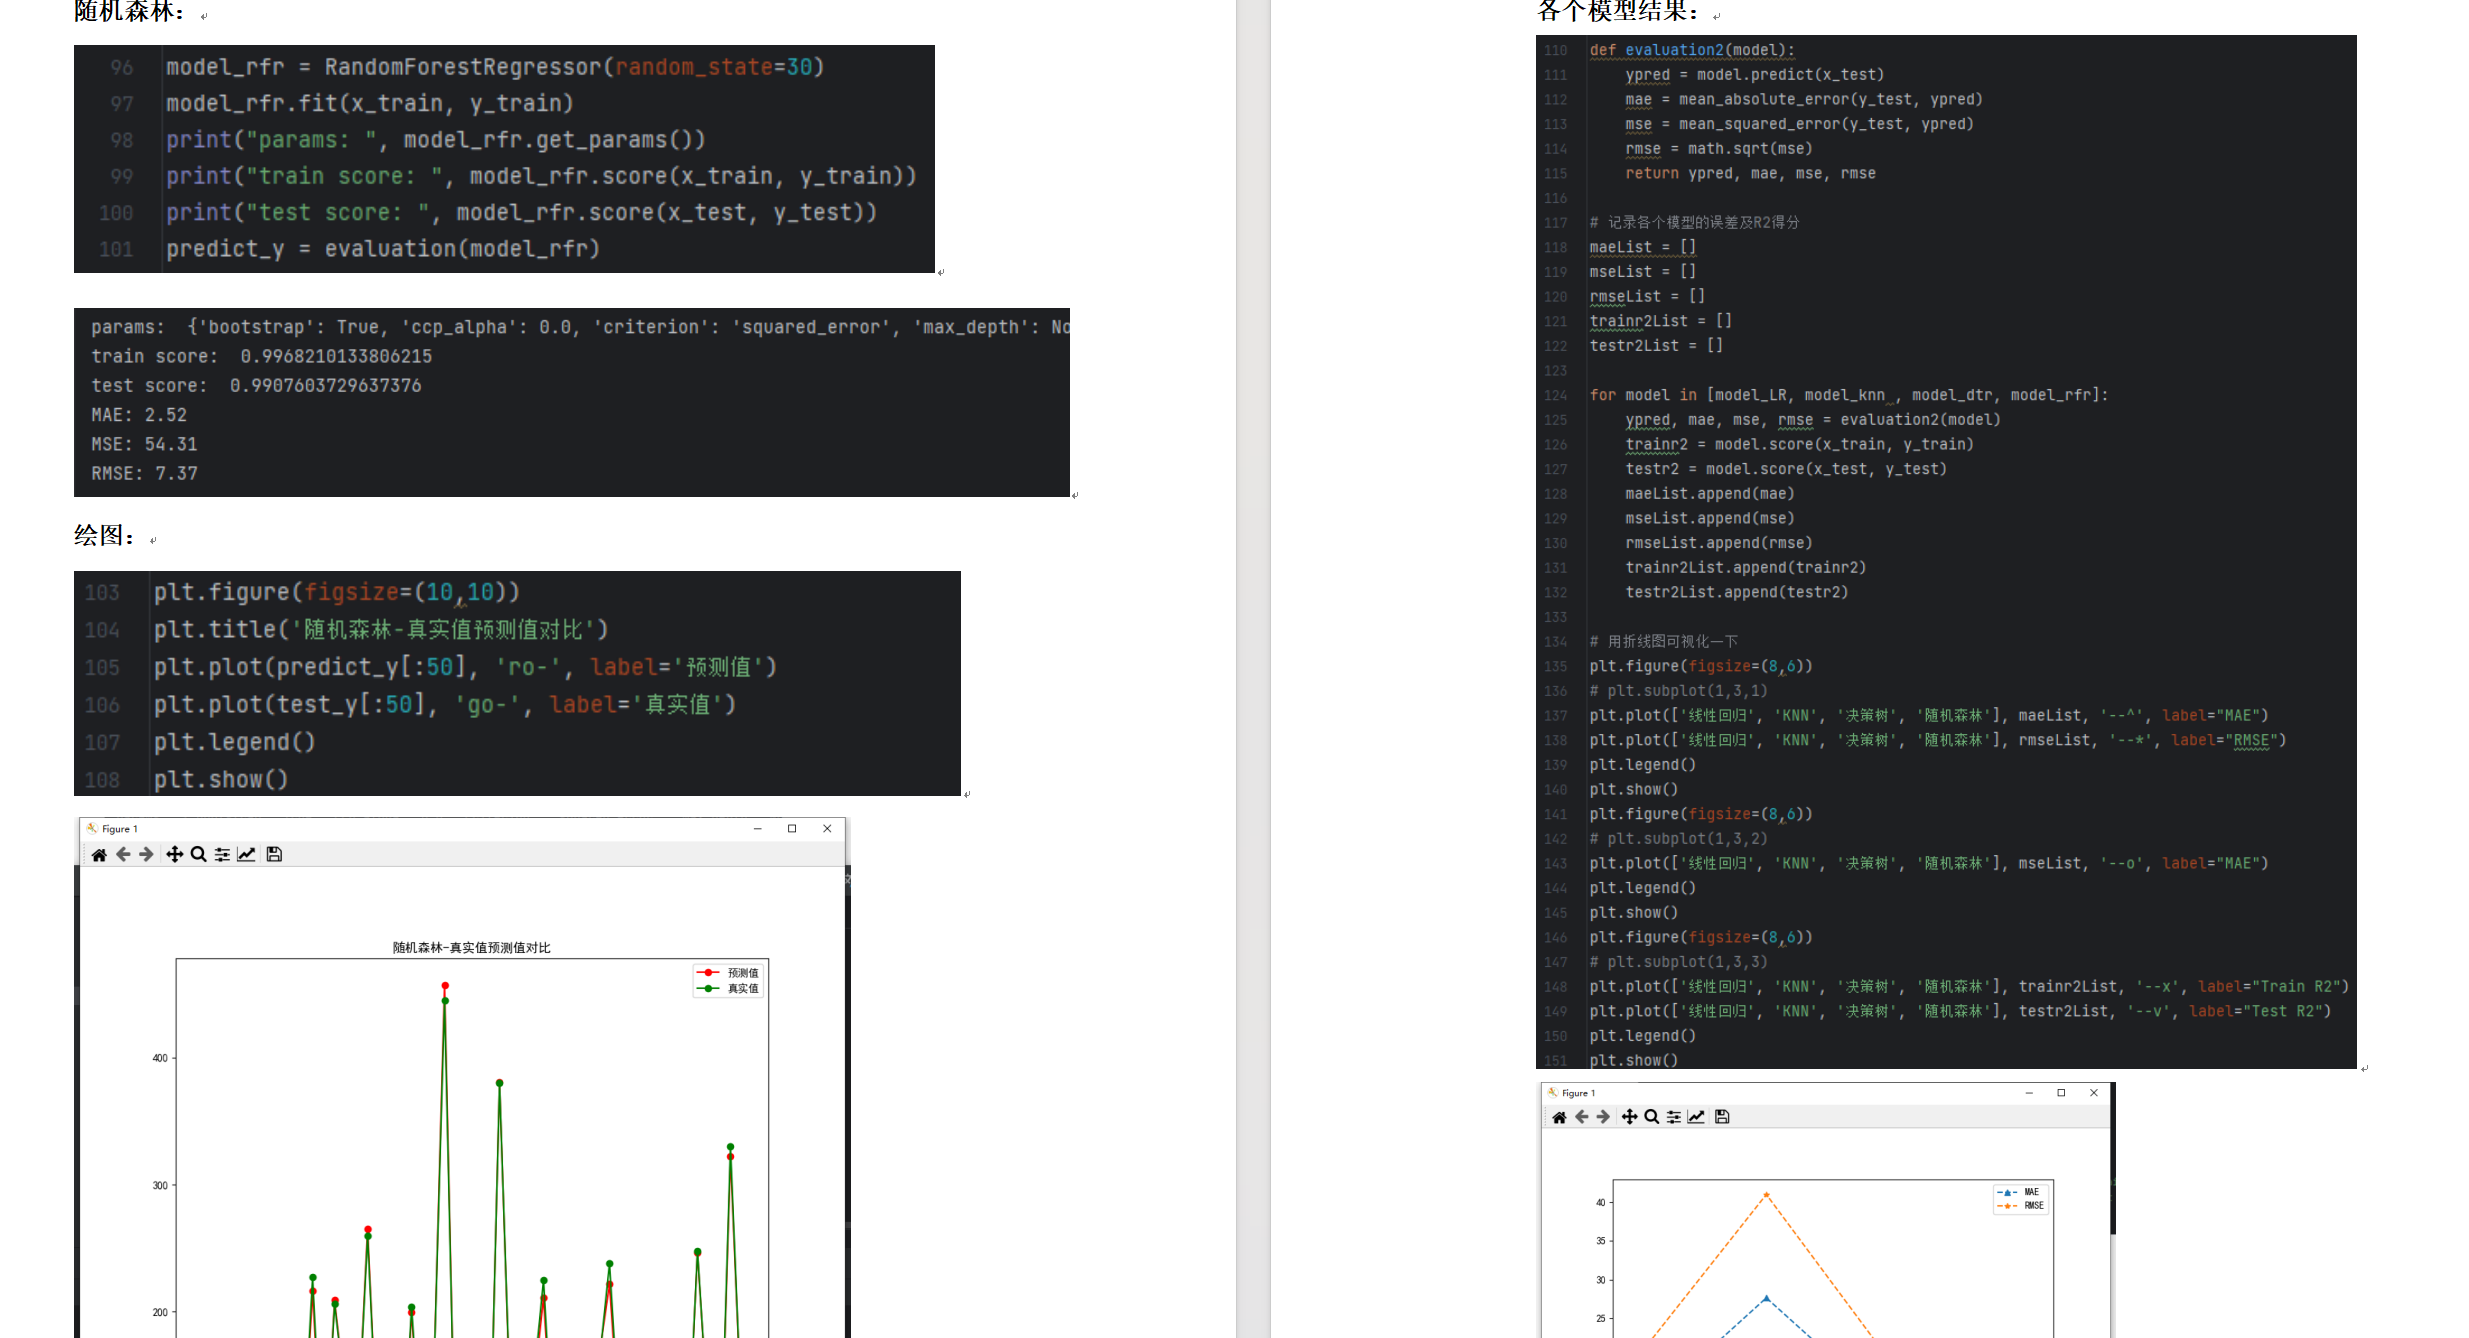 随机森林：
96 model_rfr = RandomForestRegressor(random_state=30)
97 model_rfr.fit(x_train, y_train)
98 print("params: ", model_rfr.get_params())
99 print("train score: ", model_rfr.score(x_train, y_train))
100 print("test score: ", model_rfr.score(x_test, y_test))
101 predict_y = evaluation(model_rfr)
params:  {'bootstrap': True, 'ccp_alpha': 0.0, 'criterion': 'squared_error', 'max_depth': No
train score:  0.9968210133806215
test score:  0.9907603729637376
MAE: 2.52
MSE: 54.31
RMSE: 7.37
绘图：
103 plt.figure(figsize=(10,10))
104 plt.title('随机森林-真实值预测值对比')
105 plt.plot(predict_y[:50], 'ro-', label='预测值')
106 plt.plot(test_y[:50], 'go-', label='真实值')
107 plt.legend()
108 plt.show()
Figure 1
随机森林-真实值预测值对比
预测值
真实值
400
300
200
各个模型结果：
110 def evaluation2(model):
111 ypred = model.predict(x_test)
112 mae = mean_absolute_error(y_test, ypred)
113 mse = mean_squared_error(y_test, ypred)
114 rmse = math.sqrt(mse)
115 return ypred, mae, mse, rmse
116
117 # 记录各个模型的误差及R2得分
118 maeList = []
119 mseList = []
120 rmseList = []
121 trainr2List = []
122 testr2List = []
123
124 for model in [model_LR, model_knn , model_dtr, model_rfr]:
125 ypred, mae, mse, rmse = evaluation2(model)
126 trainr2 = model.score(x_train, y_train)
127 testr2 = model.score(x_test, y_test)
128 maeList.append(mae)
129 mseList.append(mse)
130 rmseList.append(rmse)
131 trainr2List.append(trainr2)
132 testr2List.append(testr2)
133
134 # 用折线图可视化一下
135 plt.figure(figsize=(8,6))
136 # plt.subplot(1,3,1)
137 plt.plot(['线性回归', 'KNN', '决策树', '随机森林'], maeList, '--^', label="MAE")
138 plt.plot(['线性回归', 'KNN', '决策树', '随机森林'], rmseList, '--*', label="RMSE")
139 plt.legend()
140 plt.show()
141 plt.figure(figsize=(8,6))
142 # plt.subplot(1,3,2)
143 plt.plot(['线性回归', 'KNN', '决策树', '随机森林'], mseList, '--o', label="MAE")
144 plt.legend()
145 plt.show()
146 plt.figure(figsize=(8,6))
147 # plt.subplot(1,3,3)
148 plt.plot(['线性回归', 'KNN', '决策树', '随机森林'], trainr2List, '--x', label="Train R2")
149 plt.plot(['线性回归', 'KNN', '决策树', '随机森林'], testr2List, '--v', label="Test R2")
150 plt.legend()
151 plt.show()
Figure 1
MAE
RMSE
40
35
30
25